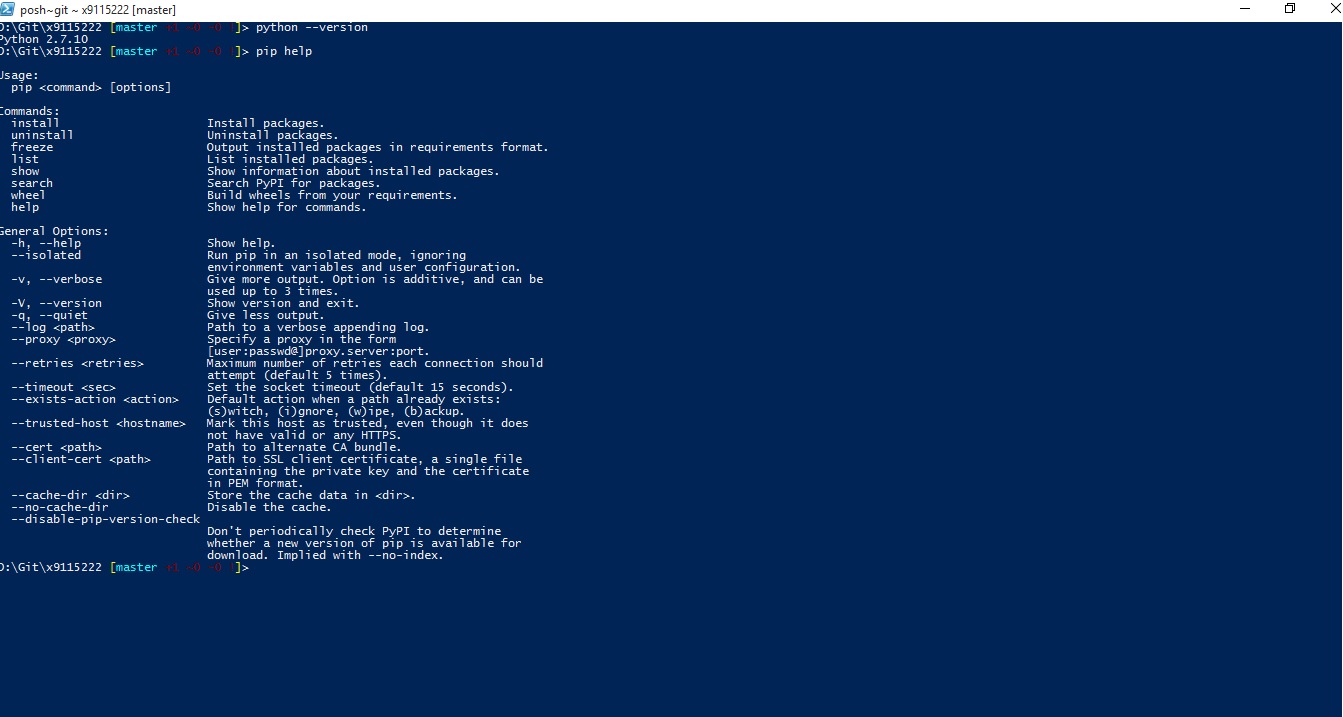 posh~git ~ x9115222 [master]
D:\Git\x9115222 [master +1 ~0 -0 !]> python --version
Python 2.7.10
D:\Git\x9115222 [master +1 ~0 -0 !]> pip help
Usage:
pip <command> [options]
Commands:
install Install packages.
uninstall Uninstall packages.
freeze Output installed packages in requirements format.
list List installed packages.
show Show information about installed packages.
search Search PyPI for packages.
wheel Build wheels from your requirements.
help Show help for commands.
General Options:
-h, --help Show help.
--isolated Run pip in an isolated mode, ignoring
environment variables and user configuration.
-v, --verbose Give more output. Option is additive, and can be
used up to 3 times.
-V, --version Show version and exit.
-q, --quiet Give less output.
--log <path> Path to a verbose appending log.
--proxy <proxy> Specify a proxy in the form
[user:passwd@]proxy.server:port.
--retries <retries> Maximum number of retries each connection should
attempt (default 5 times).
--timeout <sec> Set the socket timeout (default 15 seconds).
--exists-action <action> Default action when a path already exists:
(s)witch, (i)gnore, (w)ipe, (b)ackup.
--trusted-host <hostname> Mark this host as trusted, even though it does
not have valid or any HTTPS.
--cert <path> Path to alternate CA bundle.
--client-cert <path> Path to SSL client certificate, a single file
containing the private key and the certificate
in PEM format.
--cache-dir <dir> Store the cache data in <dir>.
--no-cache-dir Disable the cache.
--disable-pip-version-check
Don't periodically check PyPI to determine
whether a new version of pip is available for
download. Implied with --no-index.
D:\Git\x9115222 [master +1 ~0 -0 !]>